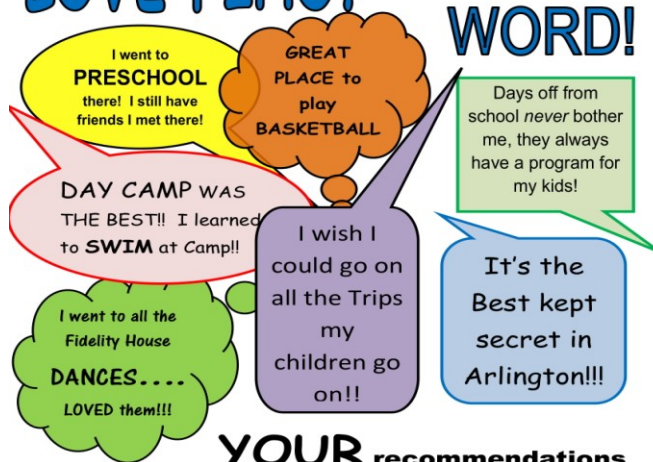 WORD!
I went to
PRESCHOOL
there! I still have
friends I met there!
GREAT
PLACE to
play
BASKETBALL
Days off from
school never bother
me, they always
have a program for
my kids!
DAY CAMP WAS
THE BEST!! I learned
to SWIM at Camp!!
I wish I
could go on
all the Trips
my
children go
on!!
It's the
Best kept
secret in
Arlington!!!
I went to all the
Fidelity House
DANCES....
LOVED them!!!
YOUR recommendations